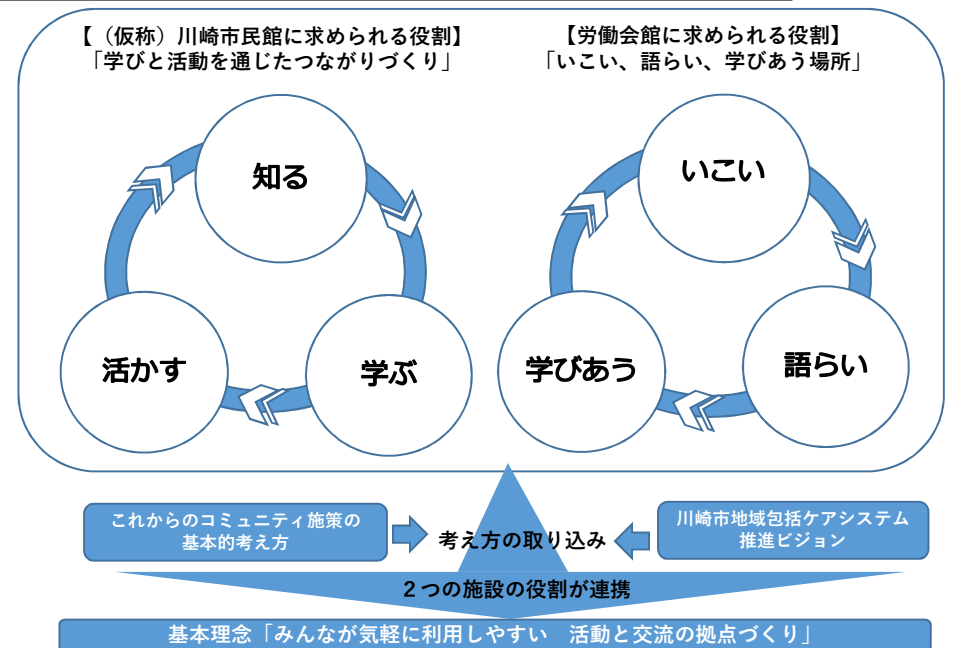 【（仮称）川崎市民館に求められる役割】
「学びと活動を通じたつながりづくり」
【労働会館に求められる役割】
「いこい、語らい、学びあう場所」
知る
活かす
学ぶ
いこい
学びあう
語らい
これからのコミュニティ施策の
基本的考え方
考え方の取り込み
川崎市地域包括ケアシステム
推進ビジョン
２つの施設の役割が連携
基本理念「みんなが気軽に利用しやすい　活動と交流の拠点づくり」